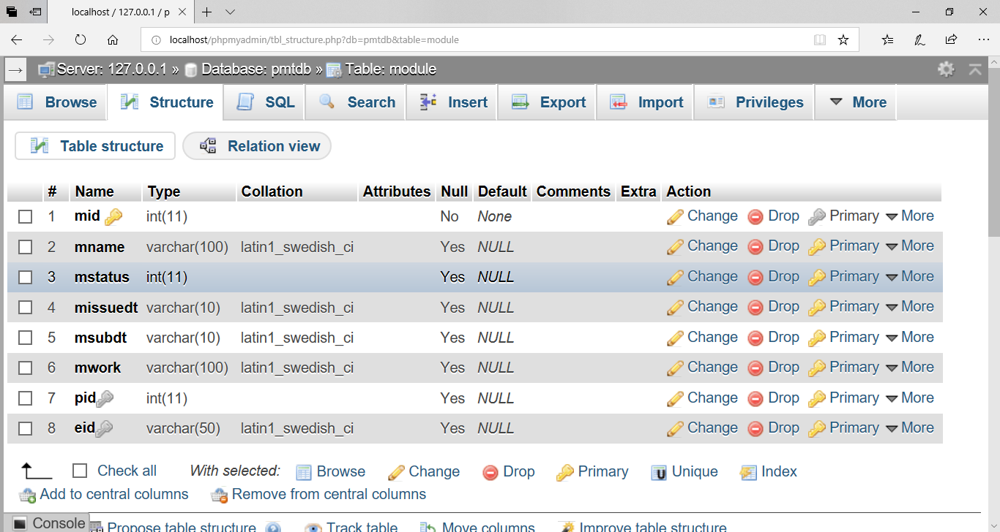 localhost / 127.0.0.1 / p
localhost/phpmyadmin/tbl_structure.php?db=pmtdb&table=module
Server: 127.0.0.1 » Database: pmtdb » Table: module
Browse Structure SQL Search Insert Export Import Privileges More
Table structure Relation view
# Name Type Collation Attributes Null Default Comments Extra Action
1 mid int(11) No None Change Drop Primary More
2 mname varchar(100) latin1_swedish_ci Yes NULL Change Drop Primary More
3 mstatus int(11) Yes NULL Change Drop Primary More
4 missuedt varchar(10) latin1_swedish_ci Yes NULL Change Drop Primary More
5 msubdt varchar(10) latin1_swedish_ci Yes NULL Change Drop Primary More
6 mwork varchar(100) latin1_swedish_ci Yes NULL Change Drop Primary More
7 pid int(11) Yes NULL Change Drop Primary More
8 eid varchar(50) latin1_swedish_ci Yes NULL Change Drop Primary More
Check all With selected: Browse Change Drop Primary Unique Index
Add to central columns Remove from central columns
Console Propose table structure Track table Move columns Improve table structure